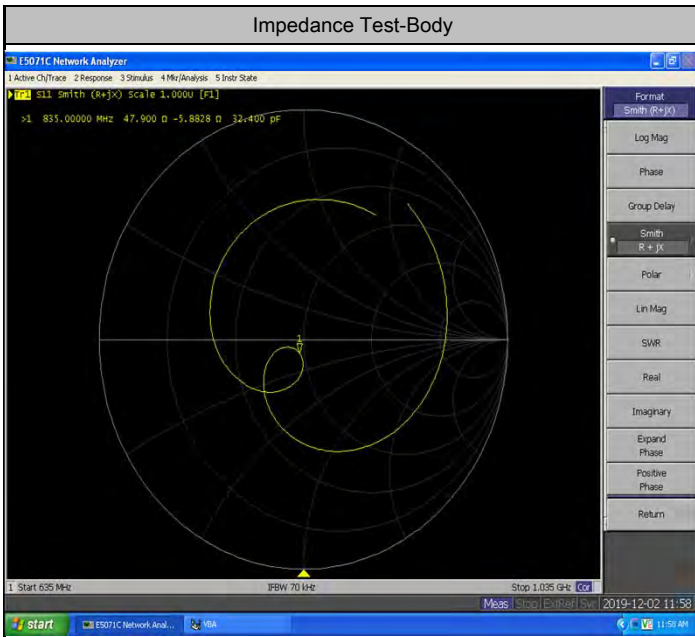 Impedance Test-Body
E5071C Network Analyzer
1 Active Ch/Trace 2 Response 3 Stimulus 4 Mkr/Analysis 5 Instr State
Tr1 S11 Smith (R+jX) Scale 1.000U [F1]
>1 835.00000 MHz 47.900 Ω -5.8828 Ω 32.400 pF
1
Format
Smith (R+jX)
Log Mag
Phase
Group Delay
Smith
R + jX
Polar
Lin Mag
SWR
Real
Imaginary
Expand
Phase
Positive
Phase
Return
1 Start 635 MHz IFBW 70 kHz Stop 1.035 GHz Cor
Meas Stop ExtRef Svc 2019-12-02 11:58
start E5071C Network Anal... VBA 11:58 AM